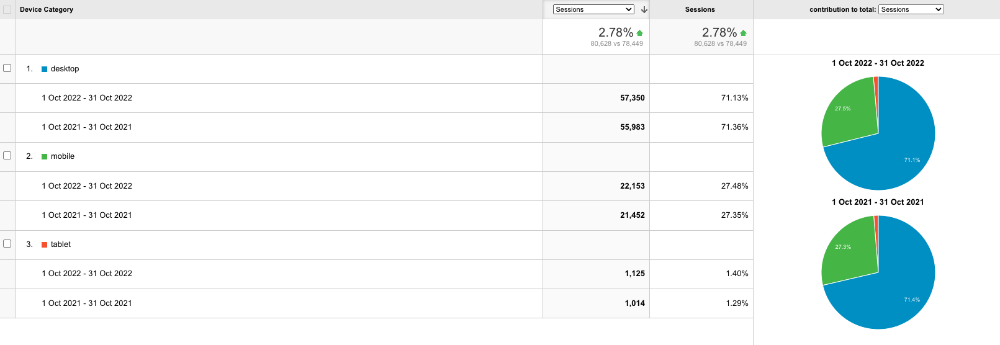 Device Category
Sessions
Sessions
contribution to total: Sessions
2.78%
80,628 vs 78,449
2.78%
80,628 vs 78,449
1. desktop
1 Oct 2022 - 31 Oct 2022 57,350 71.13%
1 Oct 2021 - 31 Oct 2021 55,983 71.36%
2. mobile
1 Oct 2022 - 31 Oct 2022 22,153 27.48%
1 Oct 2021 - 31 Oct 2021 21,452 27.35%
3. tablet
1 Oct 2022 - 31 Oct 2022 1,125 1.40%
1 Oct 2021 - 31 Oct 2021 1,014 1.29%
1 Oct 2022 - 31 Oct 2022
27.5%
71.1%
1 Oct 2021 - 31 Oct 2021
27.3%
71.4%